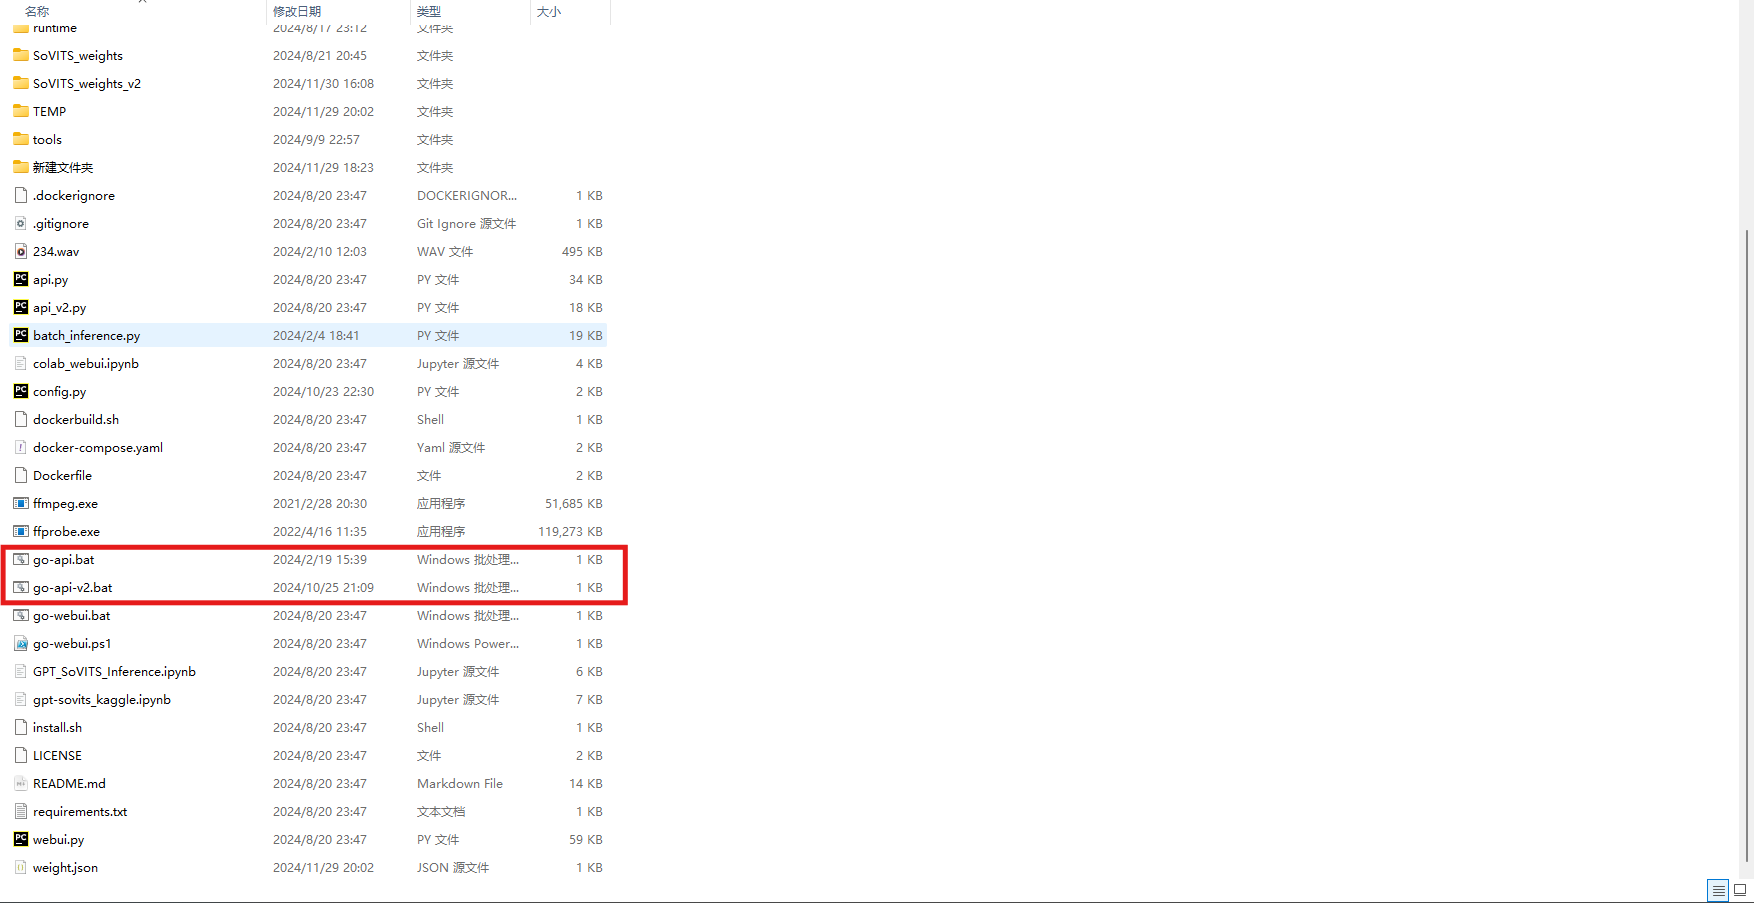 名称 修改日期 类型 大小
runtime 2024/8/17 23:12 文件夹
SoVITS_weights 2024/8/21 20:45 文件夹
SoVITS_weights_v2 2024/11/30 16:08 文件夹
TEMP 2024/11/29 20:02 文件夹
tools 2024/9/9 22:57 文件夹
新建文件夹 2024/11/29 18:23 文件夹
.dockerignore 2024/8/20 23:47 DOCKERIGNOR... 1 KB
.gitignore 2024/8/20 23:47 Git Ignore 源文件 1 KB
234.wav 2024/2/10 12:03 WAV 文件 495 KB
api.py 2024/8/20 23:47 PY 文件 34 KB
api_v2.py 2024/8/20 23:47 PY 文件 18 KB
batch_inference.py 2024/2/4 18:41 PY 文件 19 KB
colab_webui.ipynb 2024/8/20 23:47 Jupyter 源文件 4 KB
config.py 2024/10/23 22:30 PY 文件 2 KB
dockerbuild.sh 2024/8/20 23:47 Shell 1 KB
docker-compose.yaml 2024/8/20 23:47 Yaml 源文件 2 KB
Dockerfile 2024/8/20 23:47 文件 2 KB
ffmpeg.exe 2021/2/28 20:30 应用程序 51,685 KB
ffprobe.exe 2022/4/16 11:35 应用程序 119,273 KB
go-api.bat 2024/2/19 15:39 Windows 批处理... 1 KB
go-api-v2.bat 2024/10/25 21:09 Windows 批处理... 1 KB
go-webui.bat 2024/8/20 23:47 Windows 批处理... 1 KB
go-webui.ps1 2024/8/20 23:47 Windows Power... 1 KB
GPT_SoVITS_Inference.ipynb 2024/8/20 23:47 Jupyter 源文件 6 KB
gpt-sovits_kaggle.ipynb 2024/8/20 23:47 Jupyter 源文件 7 KB
install.sh 2024/8/20 23:47 Shell 1 KB
LICENSE 2024/8/20 23:47 文件 2 KB
README.md 2024/8/20 23:47 Markdown File 14 KB
requirements.txt 2024/8/20 23:47 文本文档 1 KB
webui.py 2024/8/20 23:47 PY 文件 59 KB
weight.json 2024/11/29 20:02 JSON 源文件 1 KB